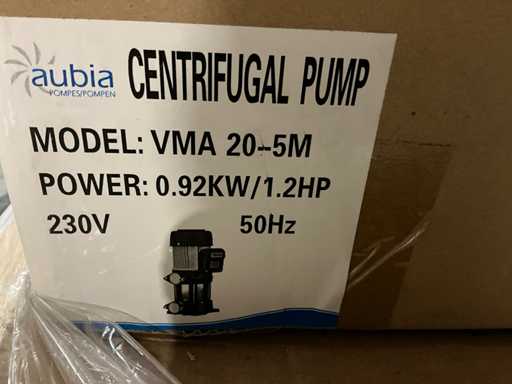 aubia
POMPES/POMPEN
CENTRIFUGAL PUMP
MODEL: VMA 20-5M
POWER: 0.92KW/1.2HP
230V 50Hz